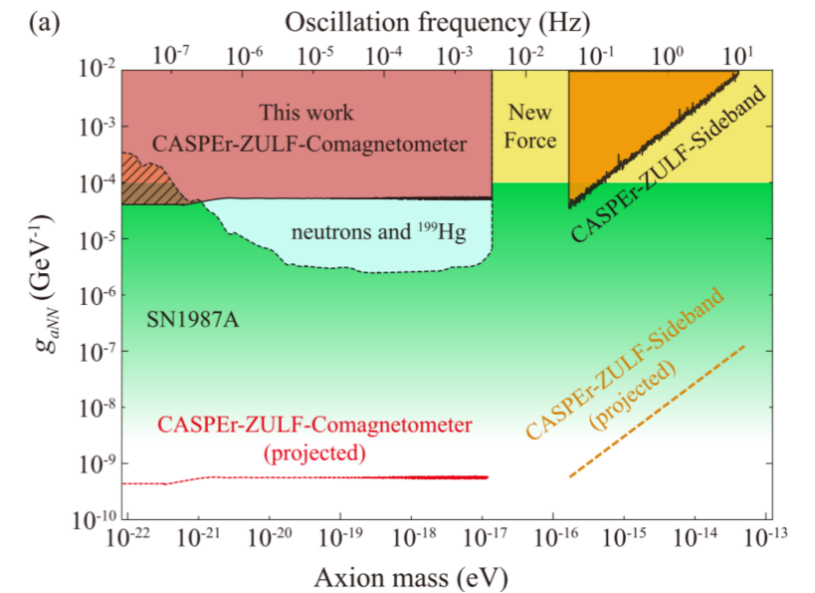 (a)
Oscillation frequency (Hz)
10⁻⁷ 10⁻⁶ 10⁻⁵ 10⁻⁴ 10⁻³ 10⁻² 10⁻¹ 10⁰ 10¹
10⁻²
10⁻³
10⁻⁴
10⁻⁵
10⁻⁶
10⁻⁷
10⁻⁸
10⁻⁹
10⁻¹⁰
g_aNN (GeV⁻¹)
This work
CASPEr-ZULF-Comagnetometer
New
Force
CASPEr-ZULF-Sideband
neutrons and ¹⁹⁹Hg
SN1987A
CASPEr-ZULF-Sideband
(projected)
CASPEr-ZULF-Comagnetometer
(projected)
10⁻²² 10⁻²¹ 10⁻²⁰ 10⁻¹⁹ 10⁻¹⁸ 10⁻¹⁷ 10⁻¹⁶ 10⁻¹⁵ 10⁻¹⁴ 10⁻¹³
Axion mass (eV)